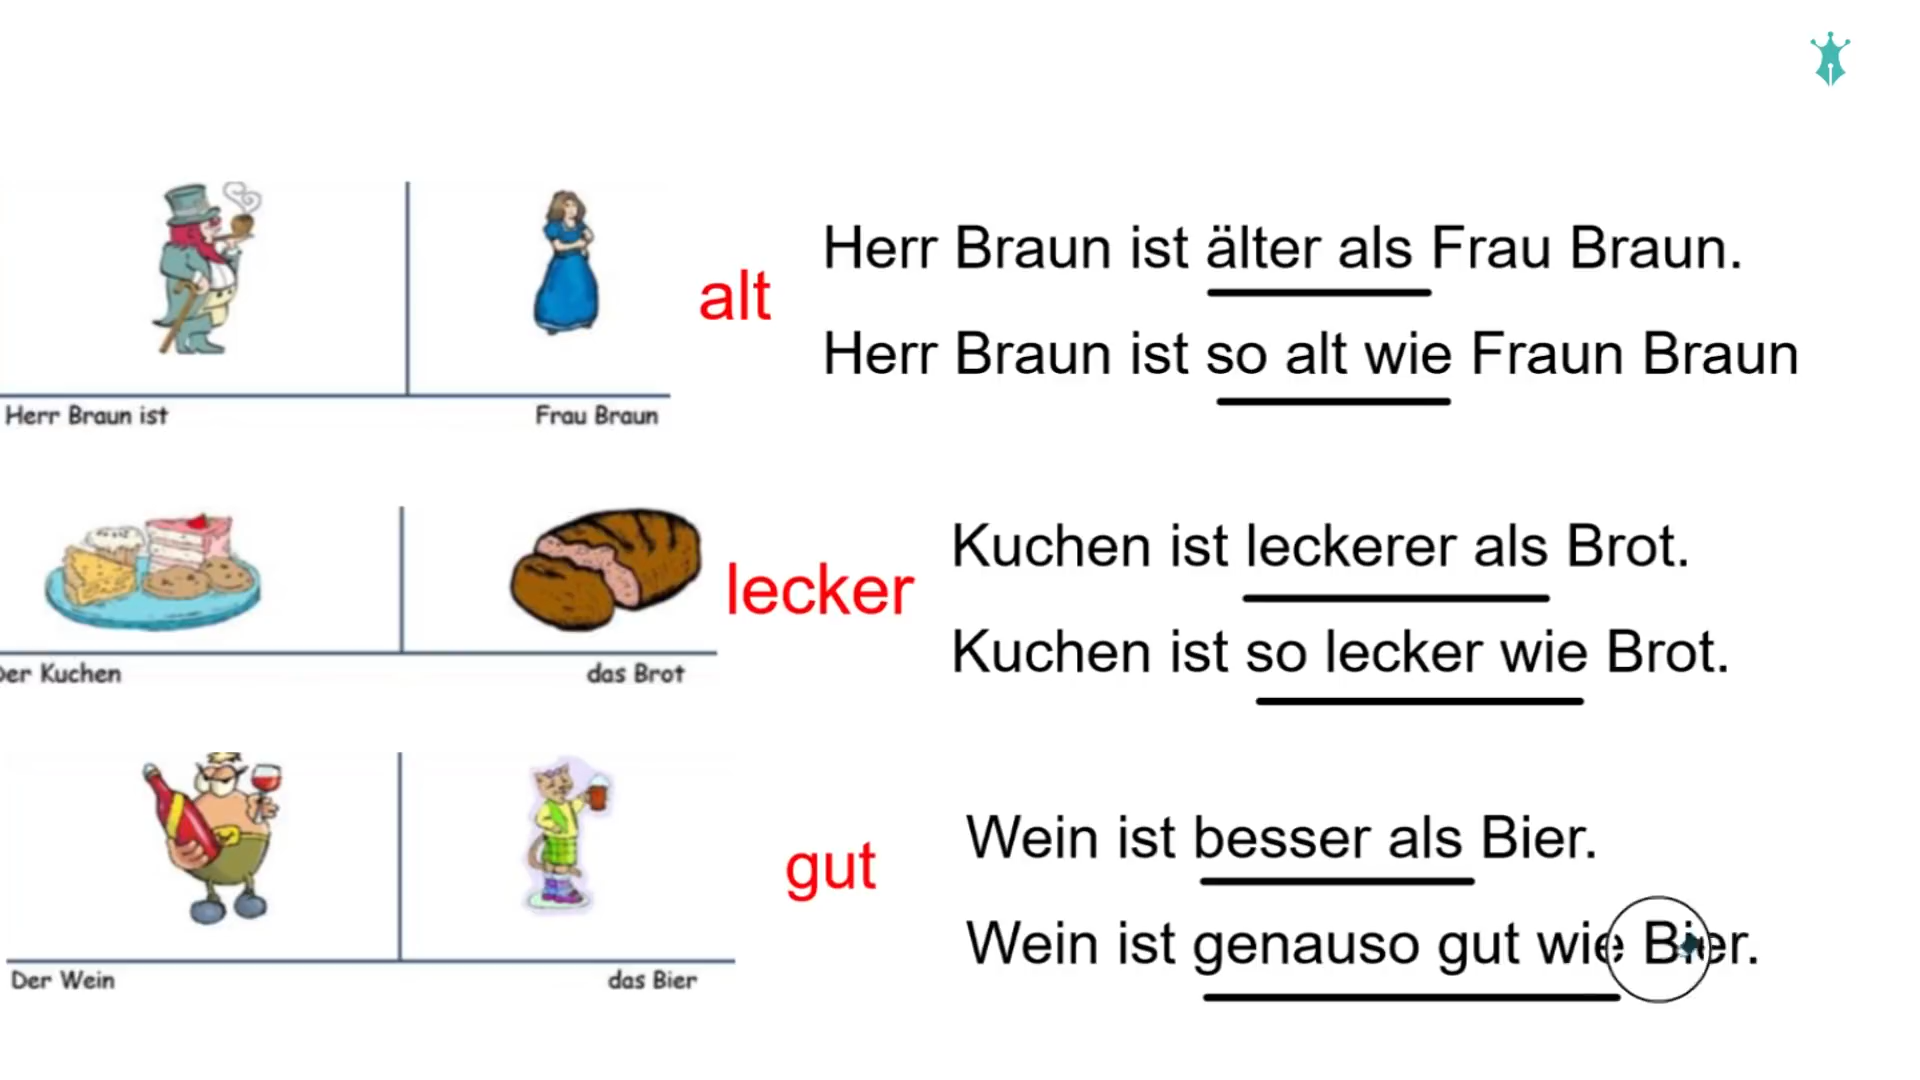 alt
Herr Braun ist älter als Frau Braun.
Herr Braun ist so alt wie Fraun Braun
Herr Braun ist
Frau Braun
lecker
Kuchen ist leckerer als Brot.
Kuchen ist so lecker wie Brot.
Der Kuchen
das Brot
gut
Wein ist besser als Bier.
Wein ist genauso gut wie Bier.
Der Wein
das Bier